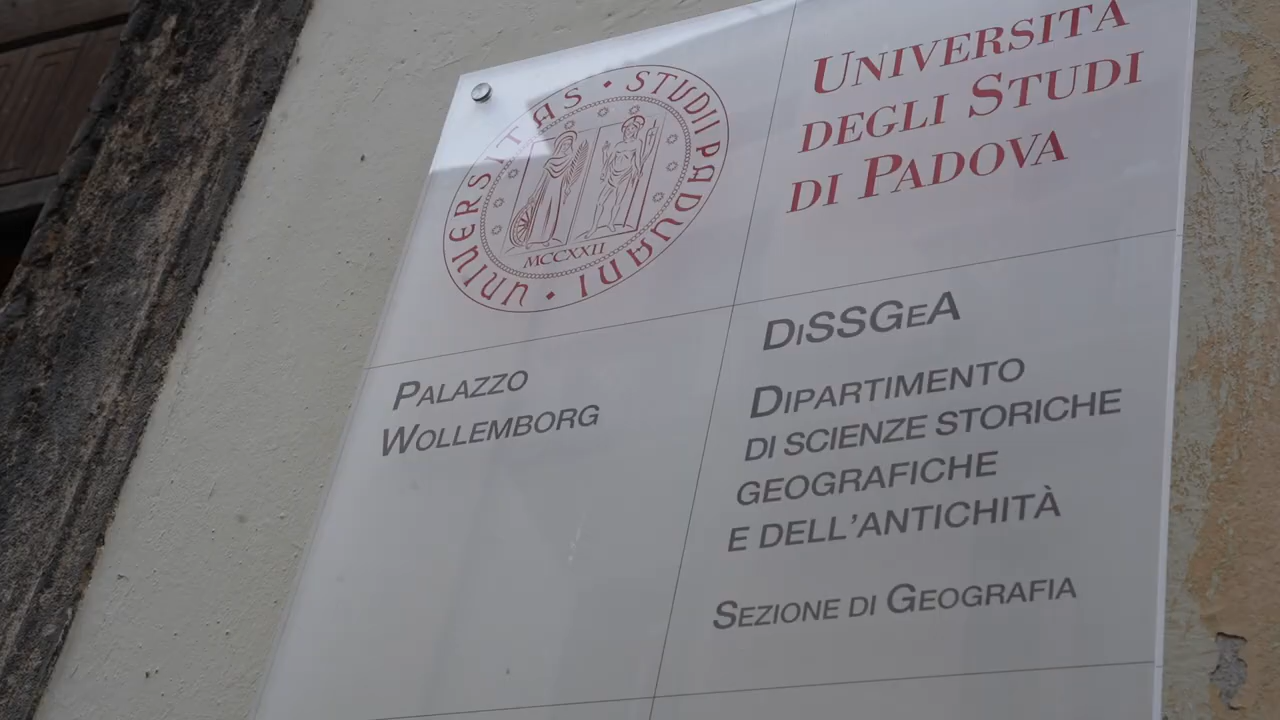 UNIVERSITAS • STUDII PADUANI •
MCCXXII
UNIVERSITÀ
DEGLI STUDI
DI PADOVA
PALAZZO
WOLLEMBORG
DiSSGeA
DIPARTIMENTO
DI SCIENZE STORICHE
GEOGRAFICHE
E DELL'ANTICHITÀ
SEZIONE DI GEOGRAFIA